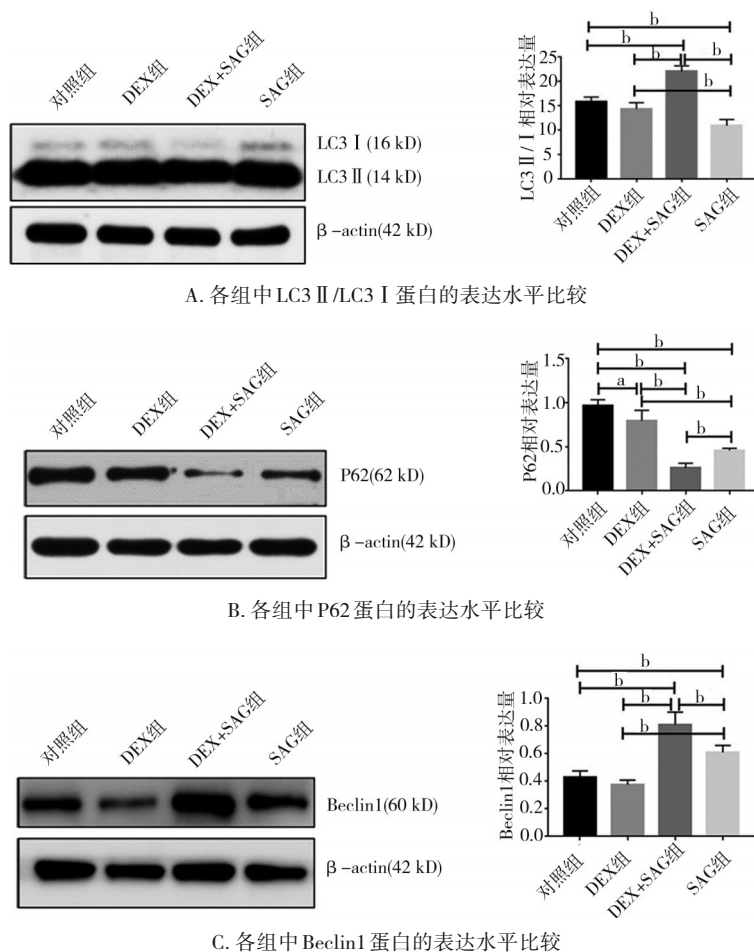 对照组
DEX组
DEX+SAG组
SAG组
LC3 Ⅰ(16 kD)
LC3 Ⅱ(14 kD)
β-actin(42 kD)
LC3 Ⅱ/Ⅰ相对表达量
25
20
15
10
5
0
b
b
b
b
b
对照组
DEX组
DEX+SAG组
SAG组
A. 各组中LC3 Ⅱ/LC3 Ⅰ蛋白的表达水平比较
对照组
DEX组
DEX+SAG组
SAG组
P62(62 kD)
β-actin(42 kD)
P62相对表达量
1.5
1.0
0.5
0.0
b
b
a
b
b
b
对照组
DEX组
DEX+SAG组
SAG组
B. 各组中P62蛋白的表达水平比较
对照组
DEX组
DEX+SAG组
SAG组
Beclin1(60 kD)
β-actin(42 kD)
Beclin1相对表达量
1.0
0.8
0.6
0.4
0.2
0.0
b
b
b
b
b
对照组
DEX组
DEX+SAG组
SAG组
C. 各组中Beclin1蛋白的表达水平比较